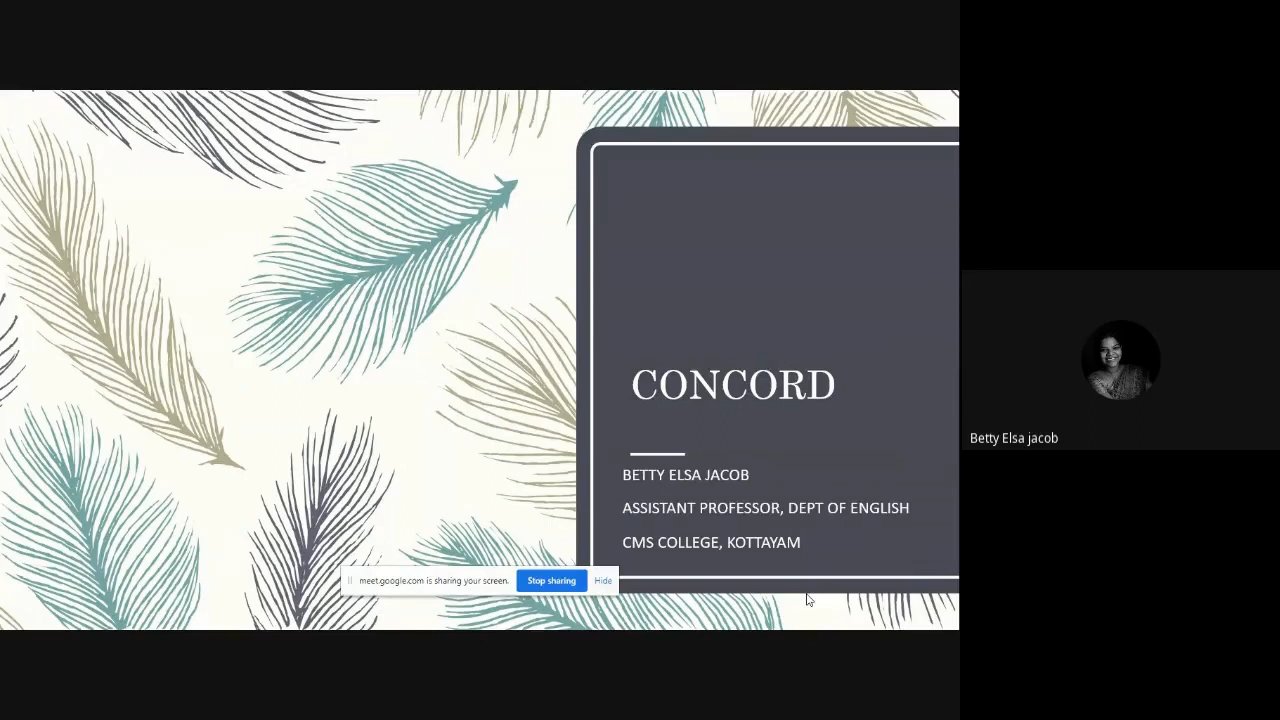 CONCORD
BETTY ELSA JACOB
ASSISTANT PROFESSOR, DEPT OF ENGLISH
CMS COLLEGE, KOTTAYAM
meet.google.com is sharing your screen. Stop sharing Hide
Betty Elsa jacob